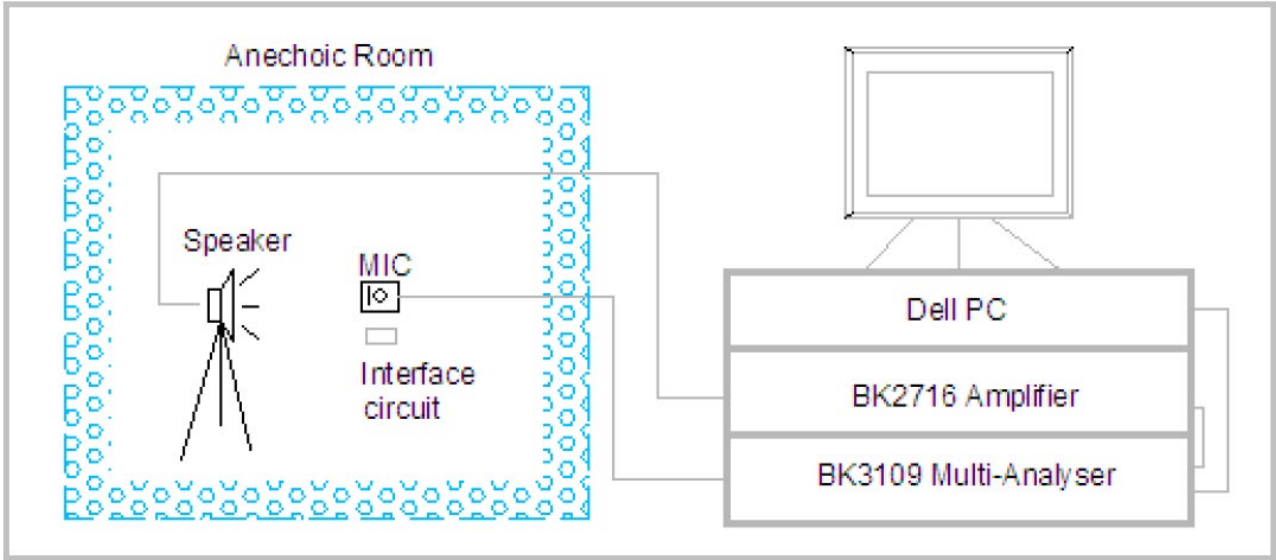 Anechoic Room
Speaker
MIC
Interface
circuit
Dell PC
BK2716 Amplifier
BK3109 Multi-Analyser